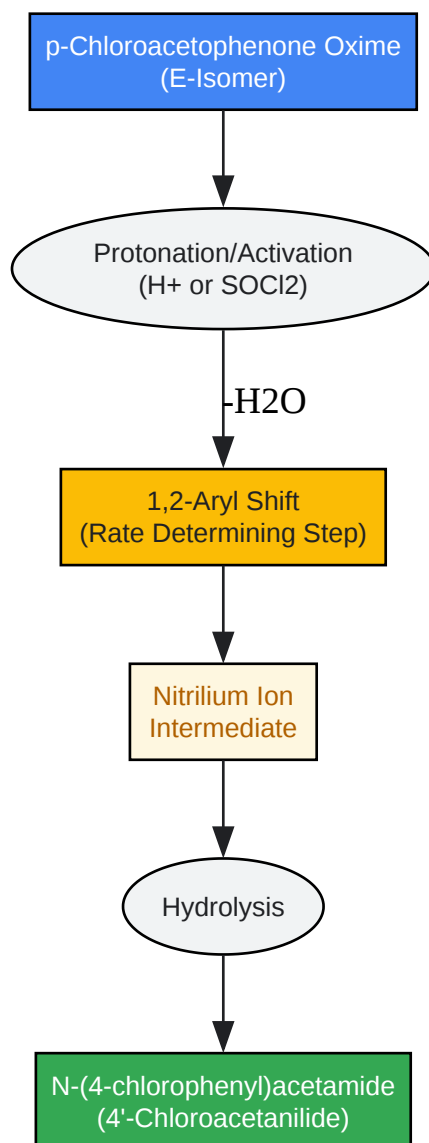 p-Chloroacetophenone Oxime
(E-Isomer)
Protonation/Activation
(H+ or SOCl2)
-H2O
1,2-Aryl Shift
(Rate Determining Step)
Nitrilium Ion
Intermediate
Hydrolysis
N-(4-chlorophenyl)acetamide
(4'-Chloroacetanilide)